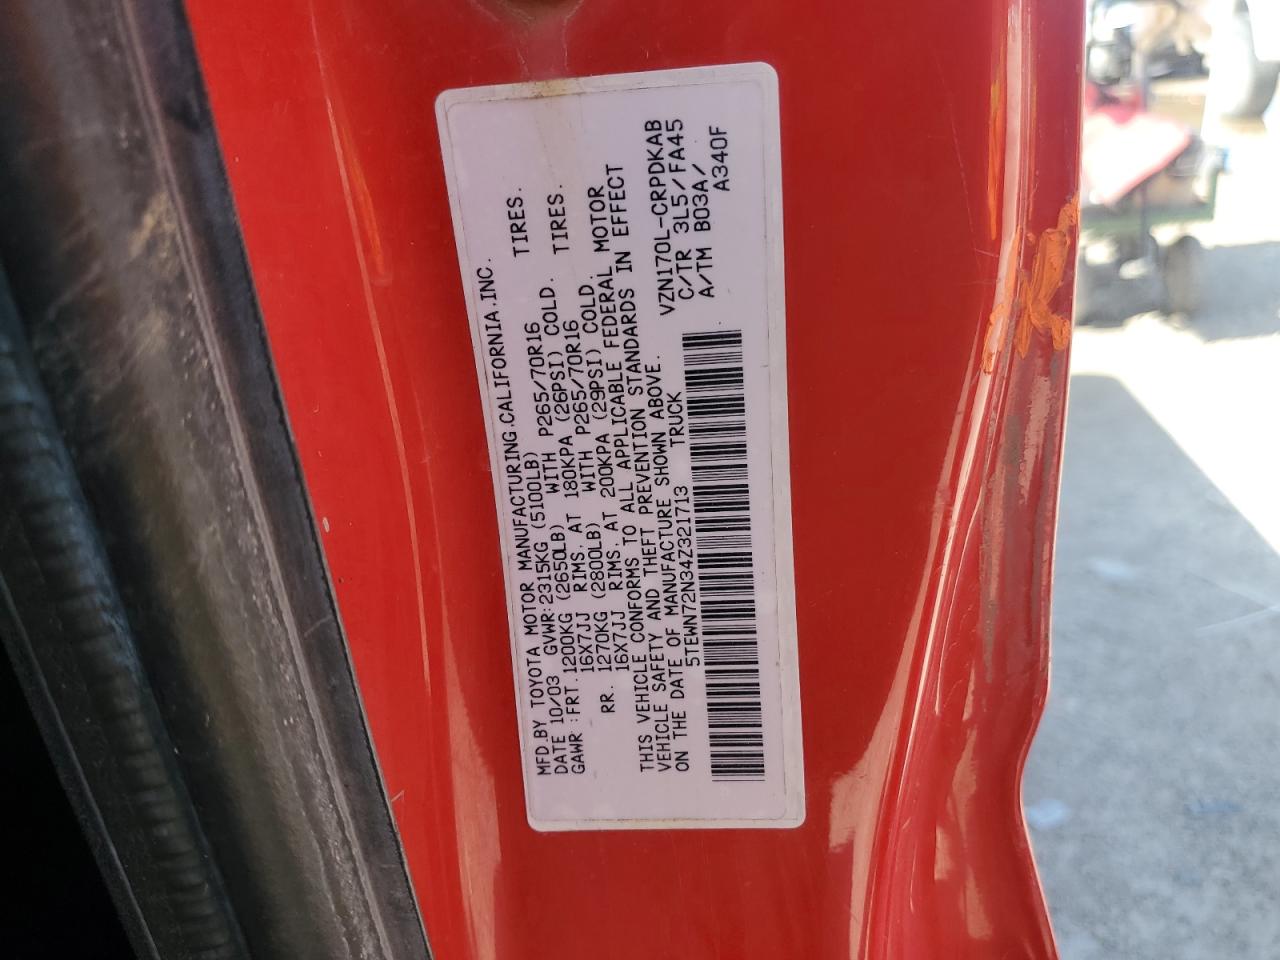 MFD.BY TOYOTA MOTOR MANUFACTURING.CALIFORNIA.INC.
DATE 10/03 GVWR:2315KG (5100LB)
GAWR :FRT.1200KG (2650LB) WITH P265/70R16 TIRES.
16X7JJ RIMS, AT 180KPA (26PSI) COLD.
RR. 1270KG (2800LB) WITH P265/70R16 TIRES.
16X7JJ RIMS, AT 200KPA (29PSI) COLD.
THIS VEHICLE CONFORMS TO ALL APPLICABLE FEDERAL MOTOR
VEHICLE SAFETY AND THEFT PREVENTION STANDARDS IN EFFECT
ON THE DATE OF MANUFACTURE SHOWN ABOVE.
5TEWN72N34Z321713 TRUCK
VZN170L-CRPDKAB
C/TR 3L5/FA45
A/TM B03A/
A340F